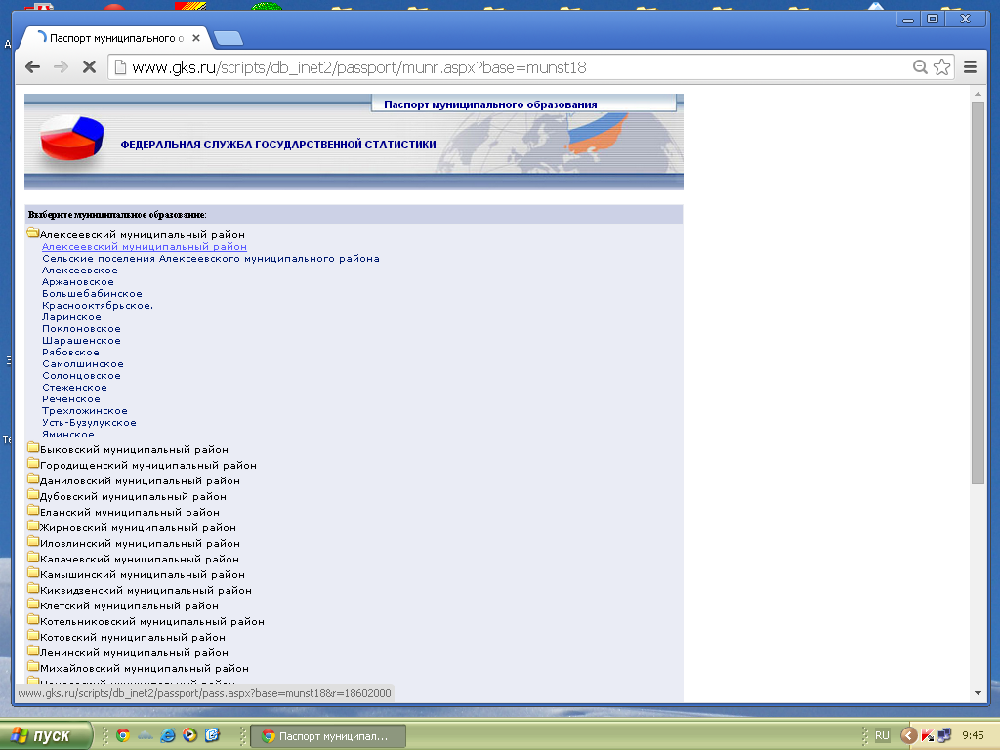 Паспорт муниципального о
www.gks.ru/scripts/db_inet2/passport/munr.aspx?base=munst18
Паспорт муниципального образования
ФЕДЕРАЛЬНАЯ СЛУЖБА ГОСУДАРСТВЕННОЙ СТАТИСТИКИ
Выберите муниципальное образование:
Алексеевский муниципальный район
Алексеевский муниципальный район
Сельские поселения Алексеевского муниципального района
Алексеевское
Аржановское
Большебабинское
Краснооктябрьское.
Ларинское
Поклоновское
Шарашенское
Рябовское
Самолшинское
Солонцовское
Стеженское
Реченское
Трехложинское
Усть-Бузулукское
Яминское
Быковский муниципальный район
Городищенский муниципальный район
Даниловский муниципальный район
Дубовский муниципальный район
Еланский муниципальный район
Жирновский муниципальный район
Иловлинский муниципальный район
Калачевский муниципальный район
Камышинский муниципальный район
Киквидзенский муниципальный район
Клетский муниципальный район
Котельниковский муниципальный район
Котовский муниципальный район
Ленинский муниципальный район
Михайловский муниципальный район
www.gks.ru/scripts/db_inet2/passport/pass.aspx?base=munst18&r=18602000
пуск
Паспорт муниципал...
RU
9:45